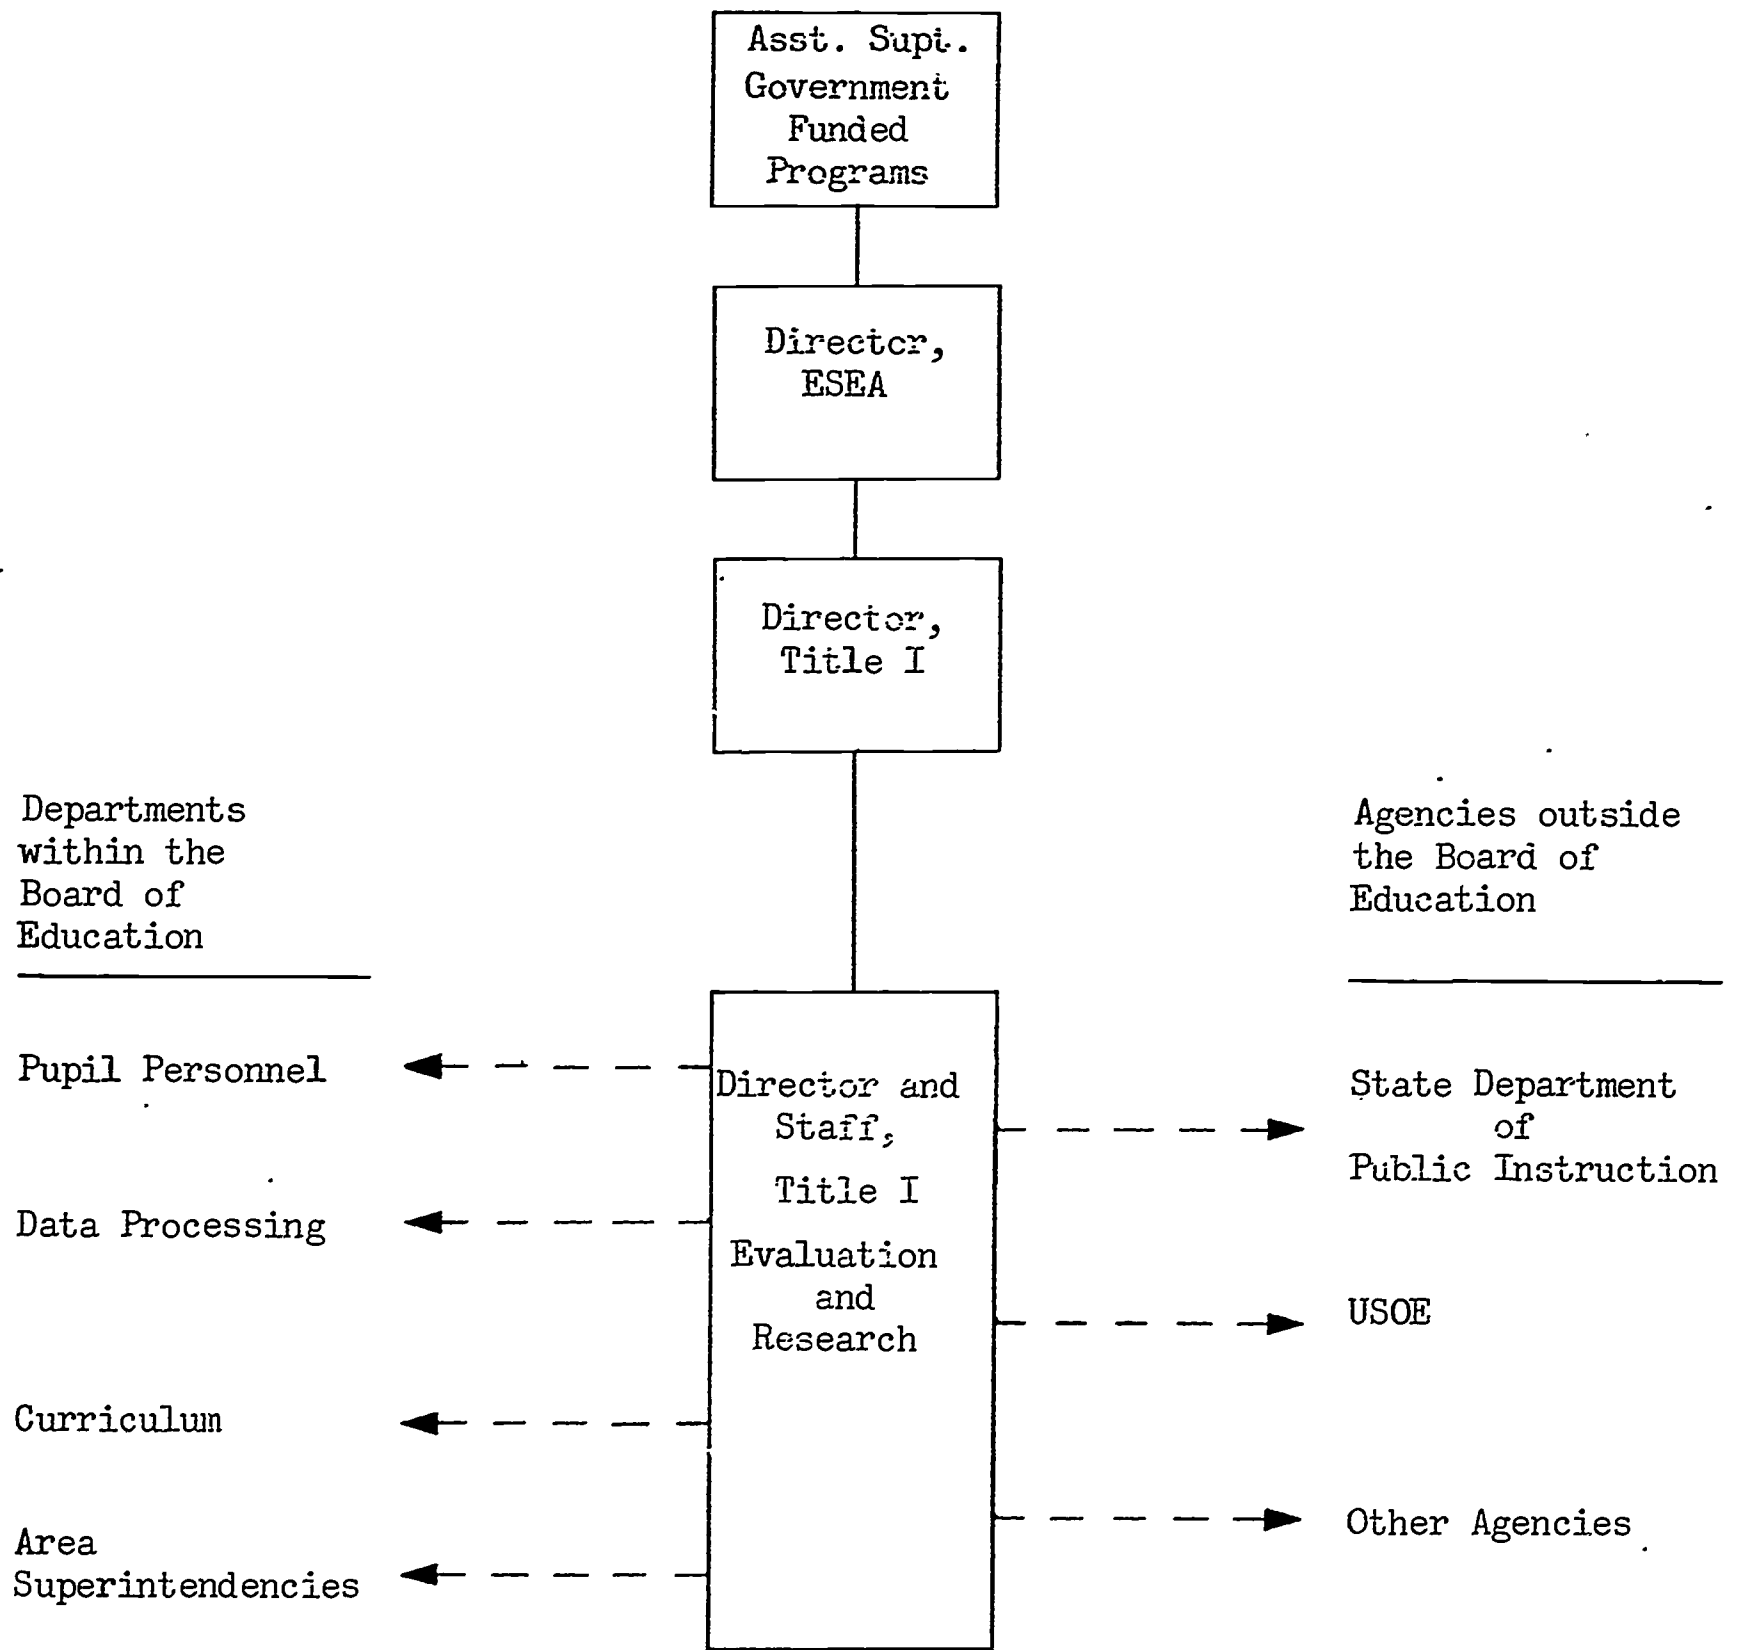 Asst. Supt.
Government
Funded
Programs
Director,
ESEA
Director,
Title I
Departments
within the
Board of
Education
Agencies outside
the Board of
Education
Pupil Personnel
Data Processing
Curriculum
Area
Superintendencies
Director and
Staff,
Title I
Evaluation
and
Research
State Department
of
Public Instruction
USOE
Other Agencies